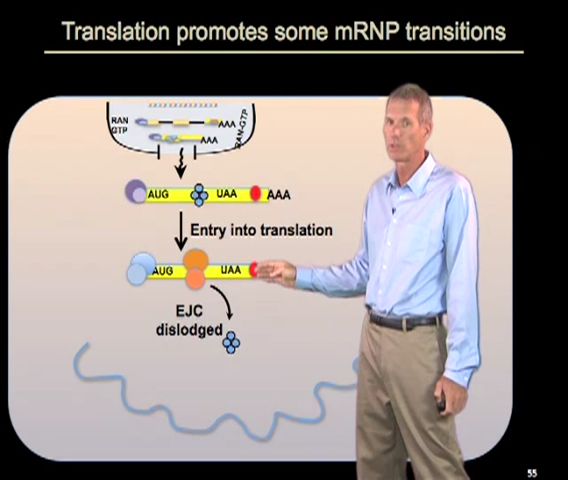 Translation promotes some mRNP transitions
RAN
GTP
AAA
RAN-GTP
AAA
AUG UAA AAA
Entry into translation
AUG UAA
EJC
dislodged
55